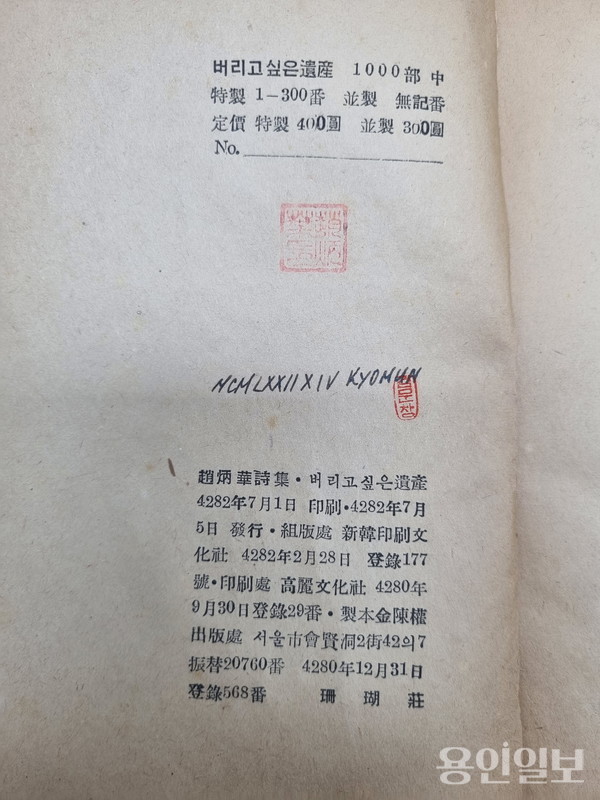 버리고싶은遺産 1000部 中
特製 1-300番 並製 無記番
定價 特製 400圓 並製 300圓
No.
NCMLXXIIXIV KYOMUN
趙炳華詩集·버리고싶은遺產
4282年7月1日 印刷·4282年7月
5日 發行·組版處 新韓印刷文
化社 4282年2月28日 登錄177
號·印刷處 高麗文化社 4280年
9月30日登錄29番·製本金陳權
出版處 서울市會賢洞2街42의7
振替20760番 4280年12月31日
登錄568番 珊瑚莊
용인일보